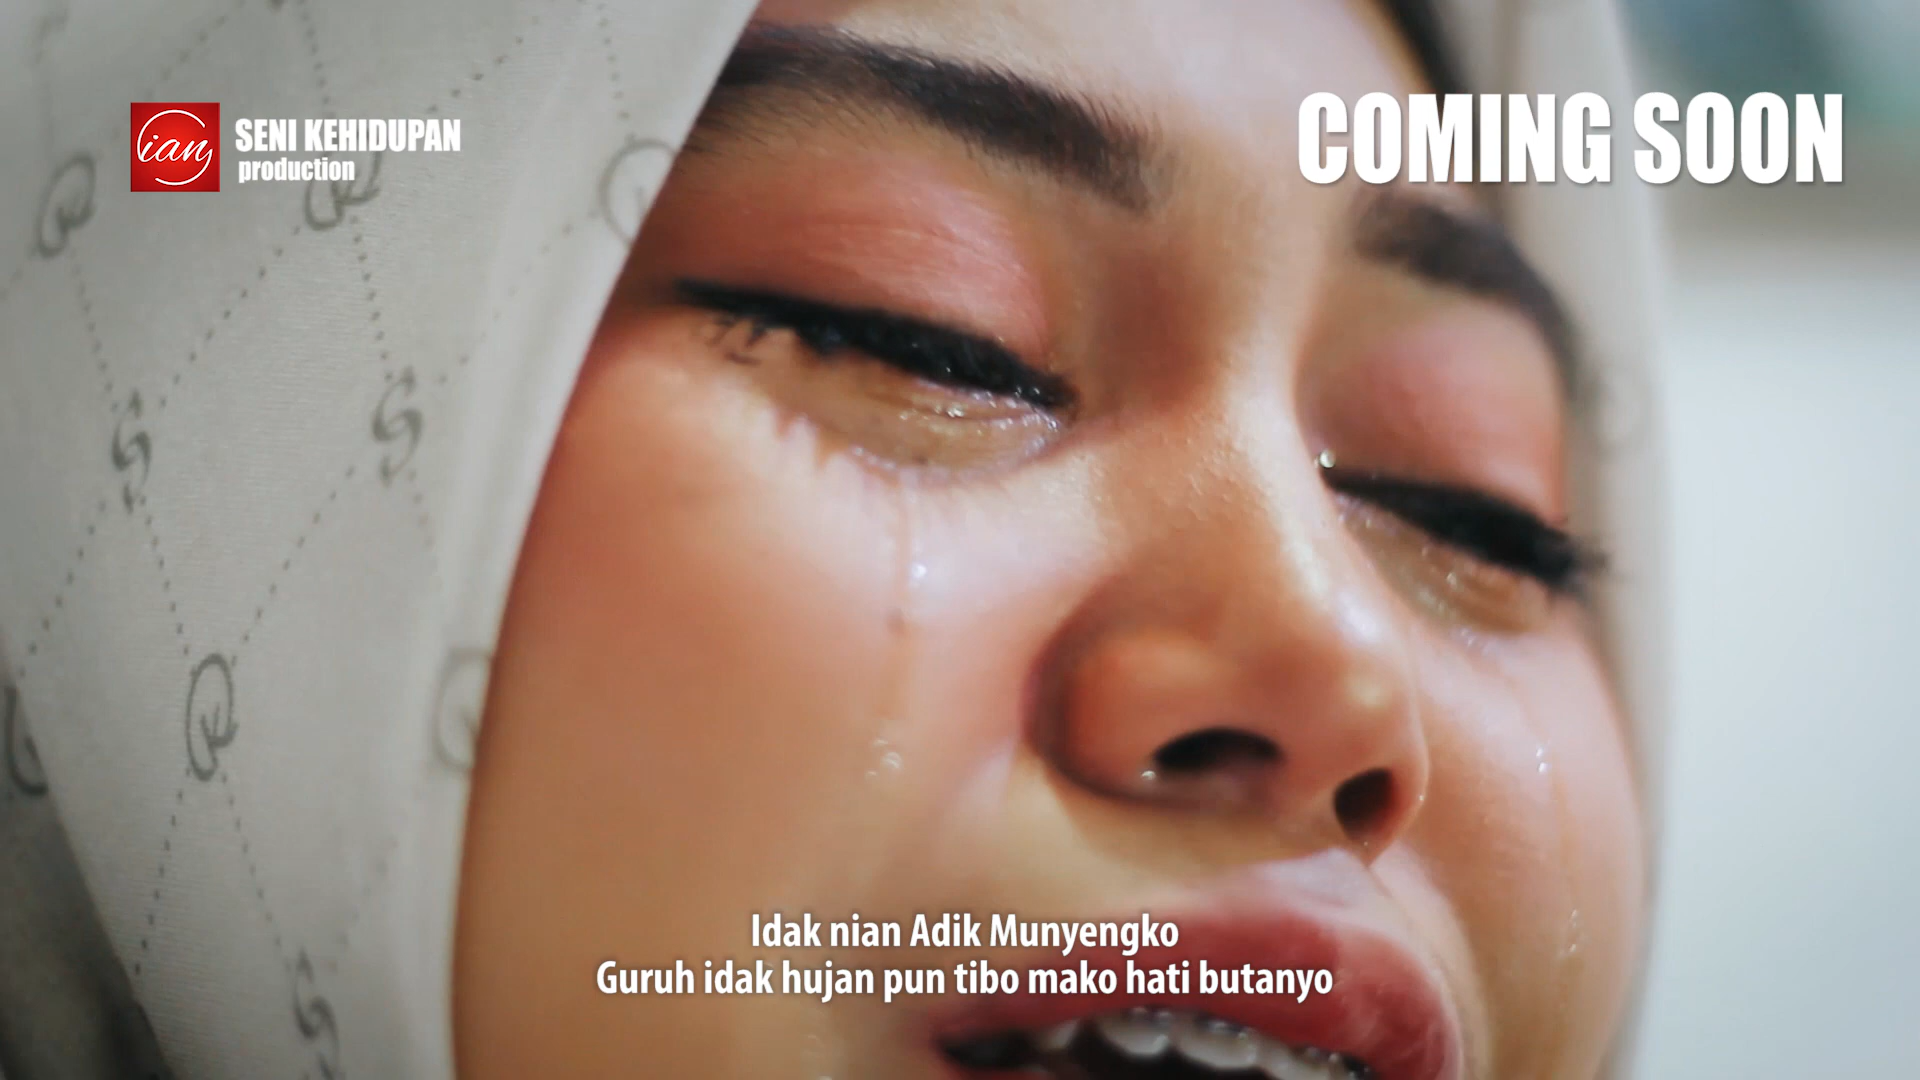 ian
SENI KEHIDUPAN
production
COMING SOON
Idak nian Adik Munyengko
Guruh idak hujan pun tibo mako hati butanyo